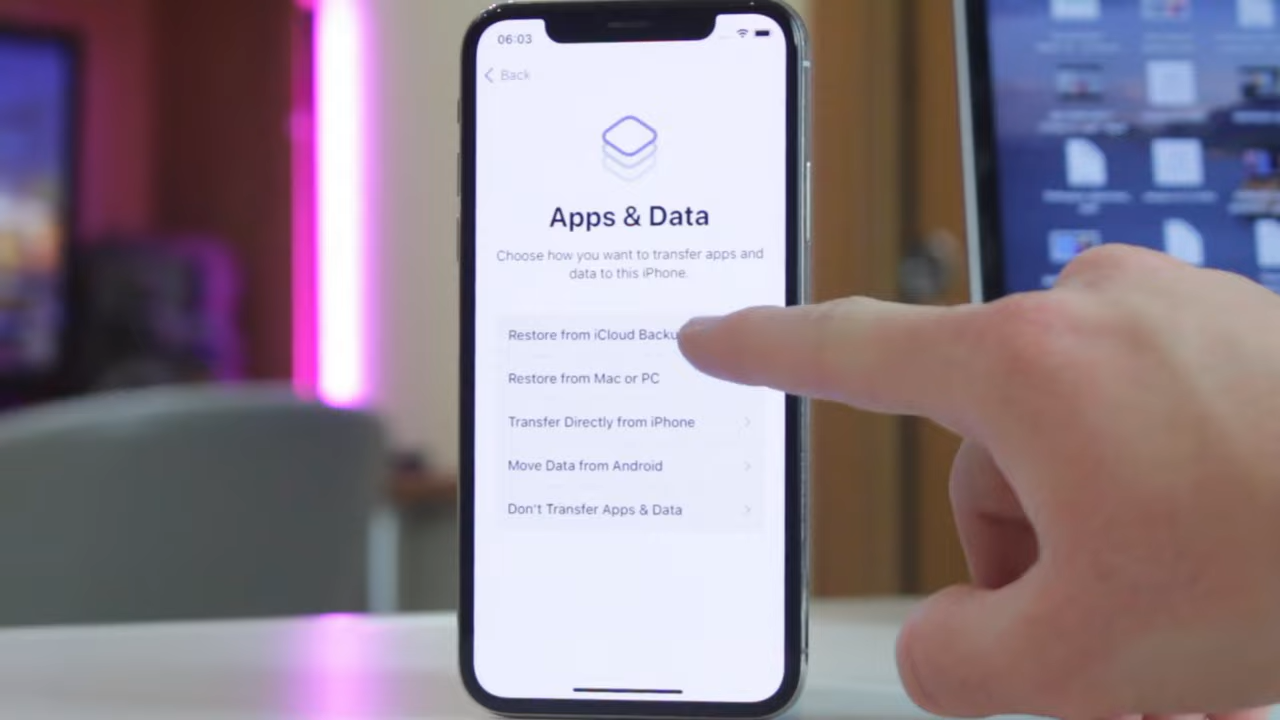 06:03
Back
Apps & Data
Choose how you want to transfer apps and
data to this iPhone.
Restore from iCloud Backu
Restore from Mac or PC
Transfer Directly from iPhone
Move Data from Android
Don't Transfer Apps & Data